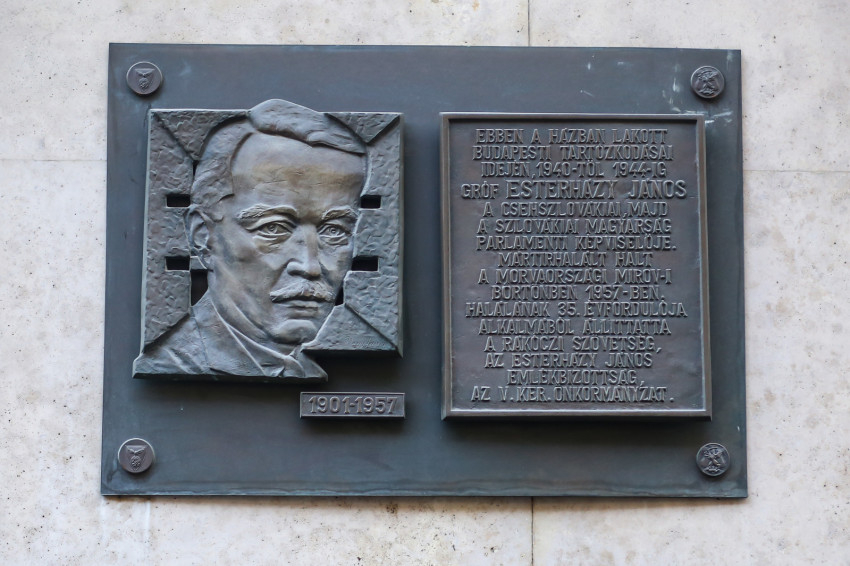 EBBEN A HÁZBAN LAKOTT
BUDAPESTI TARTÓZKODÁSAI
IDEJÉN, 1940-TŐL 1944-IG
GRÓF ESTERHÁZY JÁNOS
A CSEHSZLOVÁKIAI, MAJD
A SZLOVÁKIAI MAGYARSÁG
PARLAMENTI KÉPVISELŐJE.
MÁRTÍRHALÁLT HALT
A MORVAORSZÁGI MIROV-I
BÖRTÖNBEN 1957-BEN.
HALÁLÁNAK 35. ÉVFORDULÓJA
ALKALMÁBÓL ÁLLÍTTATTA
A RÁKÓCZI SZÖVETSÉG,
AZ ESTERHÁZY JÁNOS
EMLÉKBIZOTTSÁG,
AZ V. KER. ÖNKORMÁNYZAT.
1901-1957